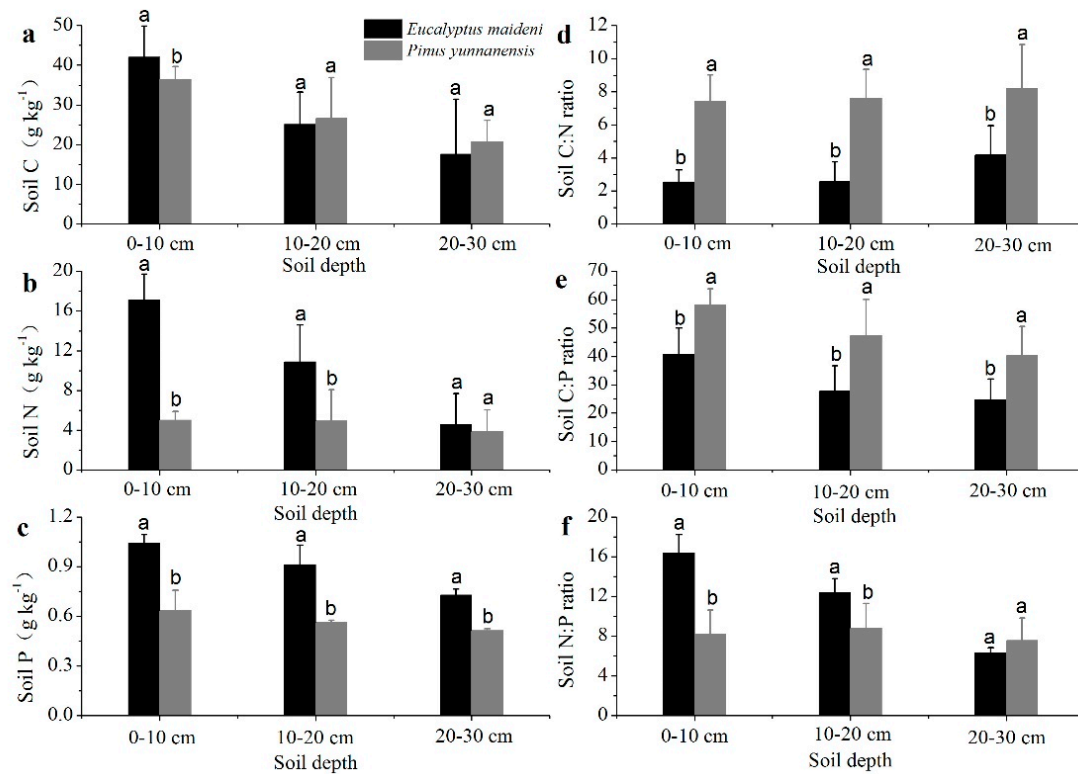 a
Soil C (g kg⁻¹)
50
40
30
20
10
0
Eucalyptus maideni
Pinus yunnanensis
a
b
a
a
a
a
0-10 cm
10-20 cm
20-30 cm
Soil depth
d
Soil C:N ratio
12
10
8
6
4
2
0
b
a
b
a
b
a
0-10 cm
10-20 cm
20-30 cm
Soil depth
b
Soil N (g kg⁻¹)
20
16
12
8
4
0
a
b
a
b
a
a
0-10 cm
10-20 cm
20-30 cm
Soil depth
e
Soil C:P ratio
70
60
50
40
30
20
10
0
b
a
b
a
b
a
0-10 cm
10-20 cm
20-30 cm
Soil depth
c
Soil P (g kg⁻¹)
1.2
0.9
0.6
0.3
0.0
a
b
a
b
a
b
0-10 cm
10-20 cm
20-30 cm
Soil depth
f
Soil N:P ratio
20
16
12
8
4
0
a
b
a
b
a
a
0-10 cm
10-20 cm
20-30 cm
Soil depth